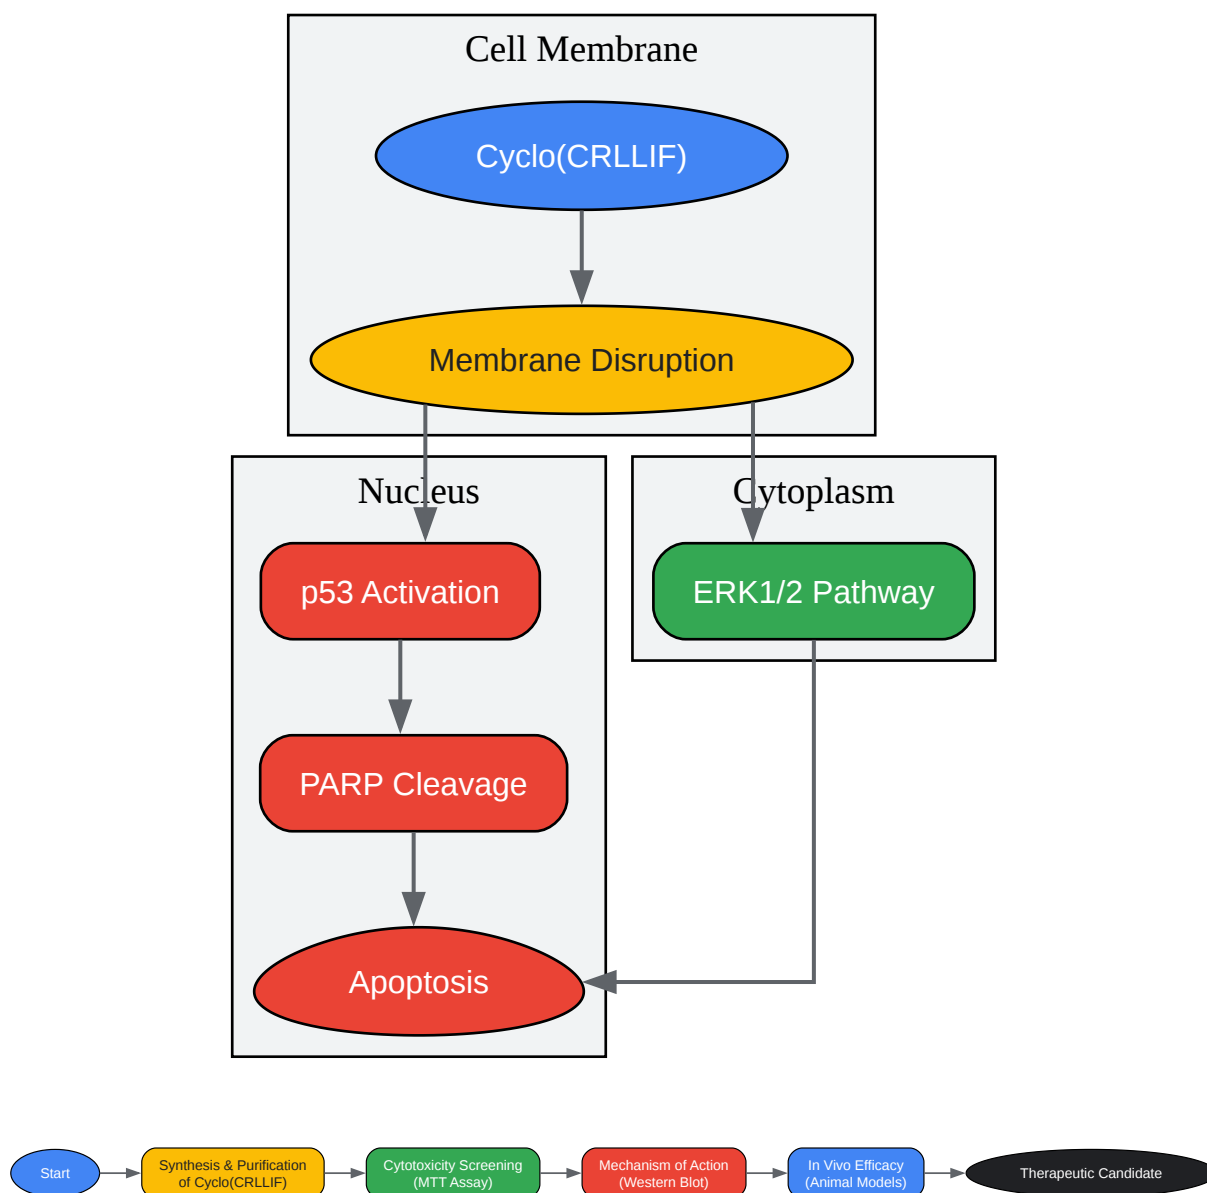 Cell Membrane
Cyclo(CRLLIF)
Membrane Disruption
Nucleus
Cytoplasm
p53 Activation
ERK1/2 Pathway
PARP Cleavage
Apoptosis
Start
Synthesis & Purification
of Cyclo(CRLLIF)
Cytotoxicity Screening
(MTT Assay)
Mechanism of Action
(Western Blot)
In Vivo Efficacy
(Animal Models)
Therapeutic Candidate